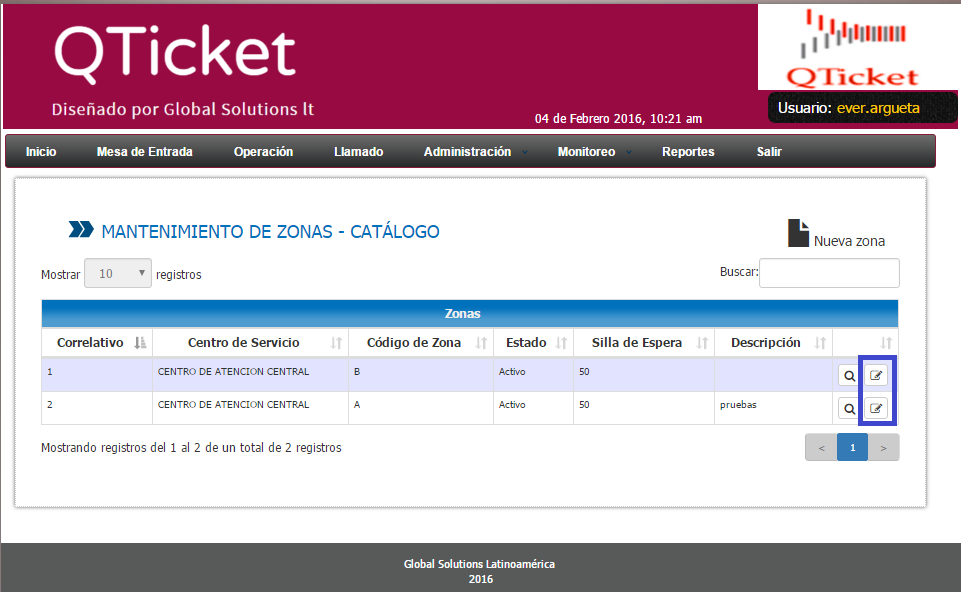 QTicket
Diseñado por Global Solutions lt
04 de Febrero 2016, 10:21 am
QTicket
Usuario: ever.argueta
Inicio Mesa de Entrada Operación Llamado Administración Monitoreo Reportes Salir
MANTENIMIENTO DE ZONAS - CATÁLOGO
Nueva zona
Mostrar 10 registros
Buscar:
Zonas
Correlativo Centro de Servicio Código de Zona Estado Silla de Espera Descripción
1 CENTRO DE ATENCION CENTRAL B Activo 50
2 CENTRO DE ATENCION CENTRAL A Activo 50 pruebas
Mostrando registros del 1 al 2 de un total de 2 registros
< 1 >
Global Solutions Latinoamérica
2016